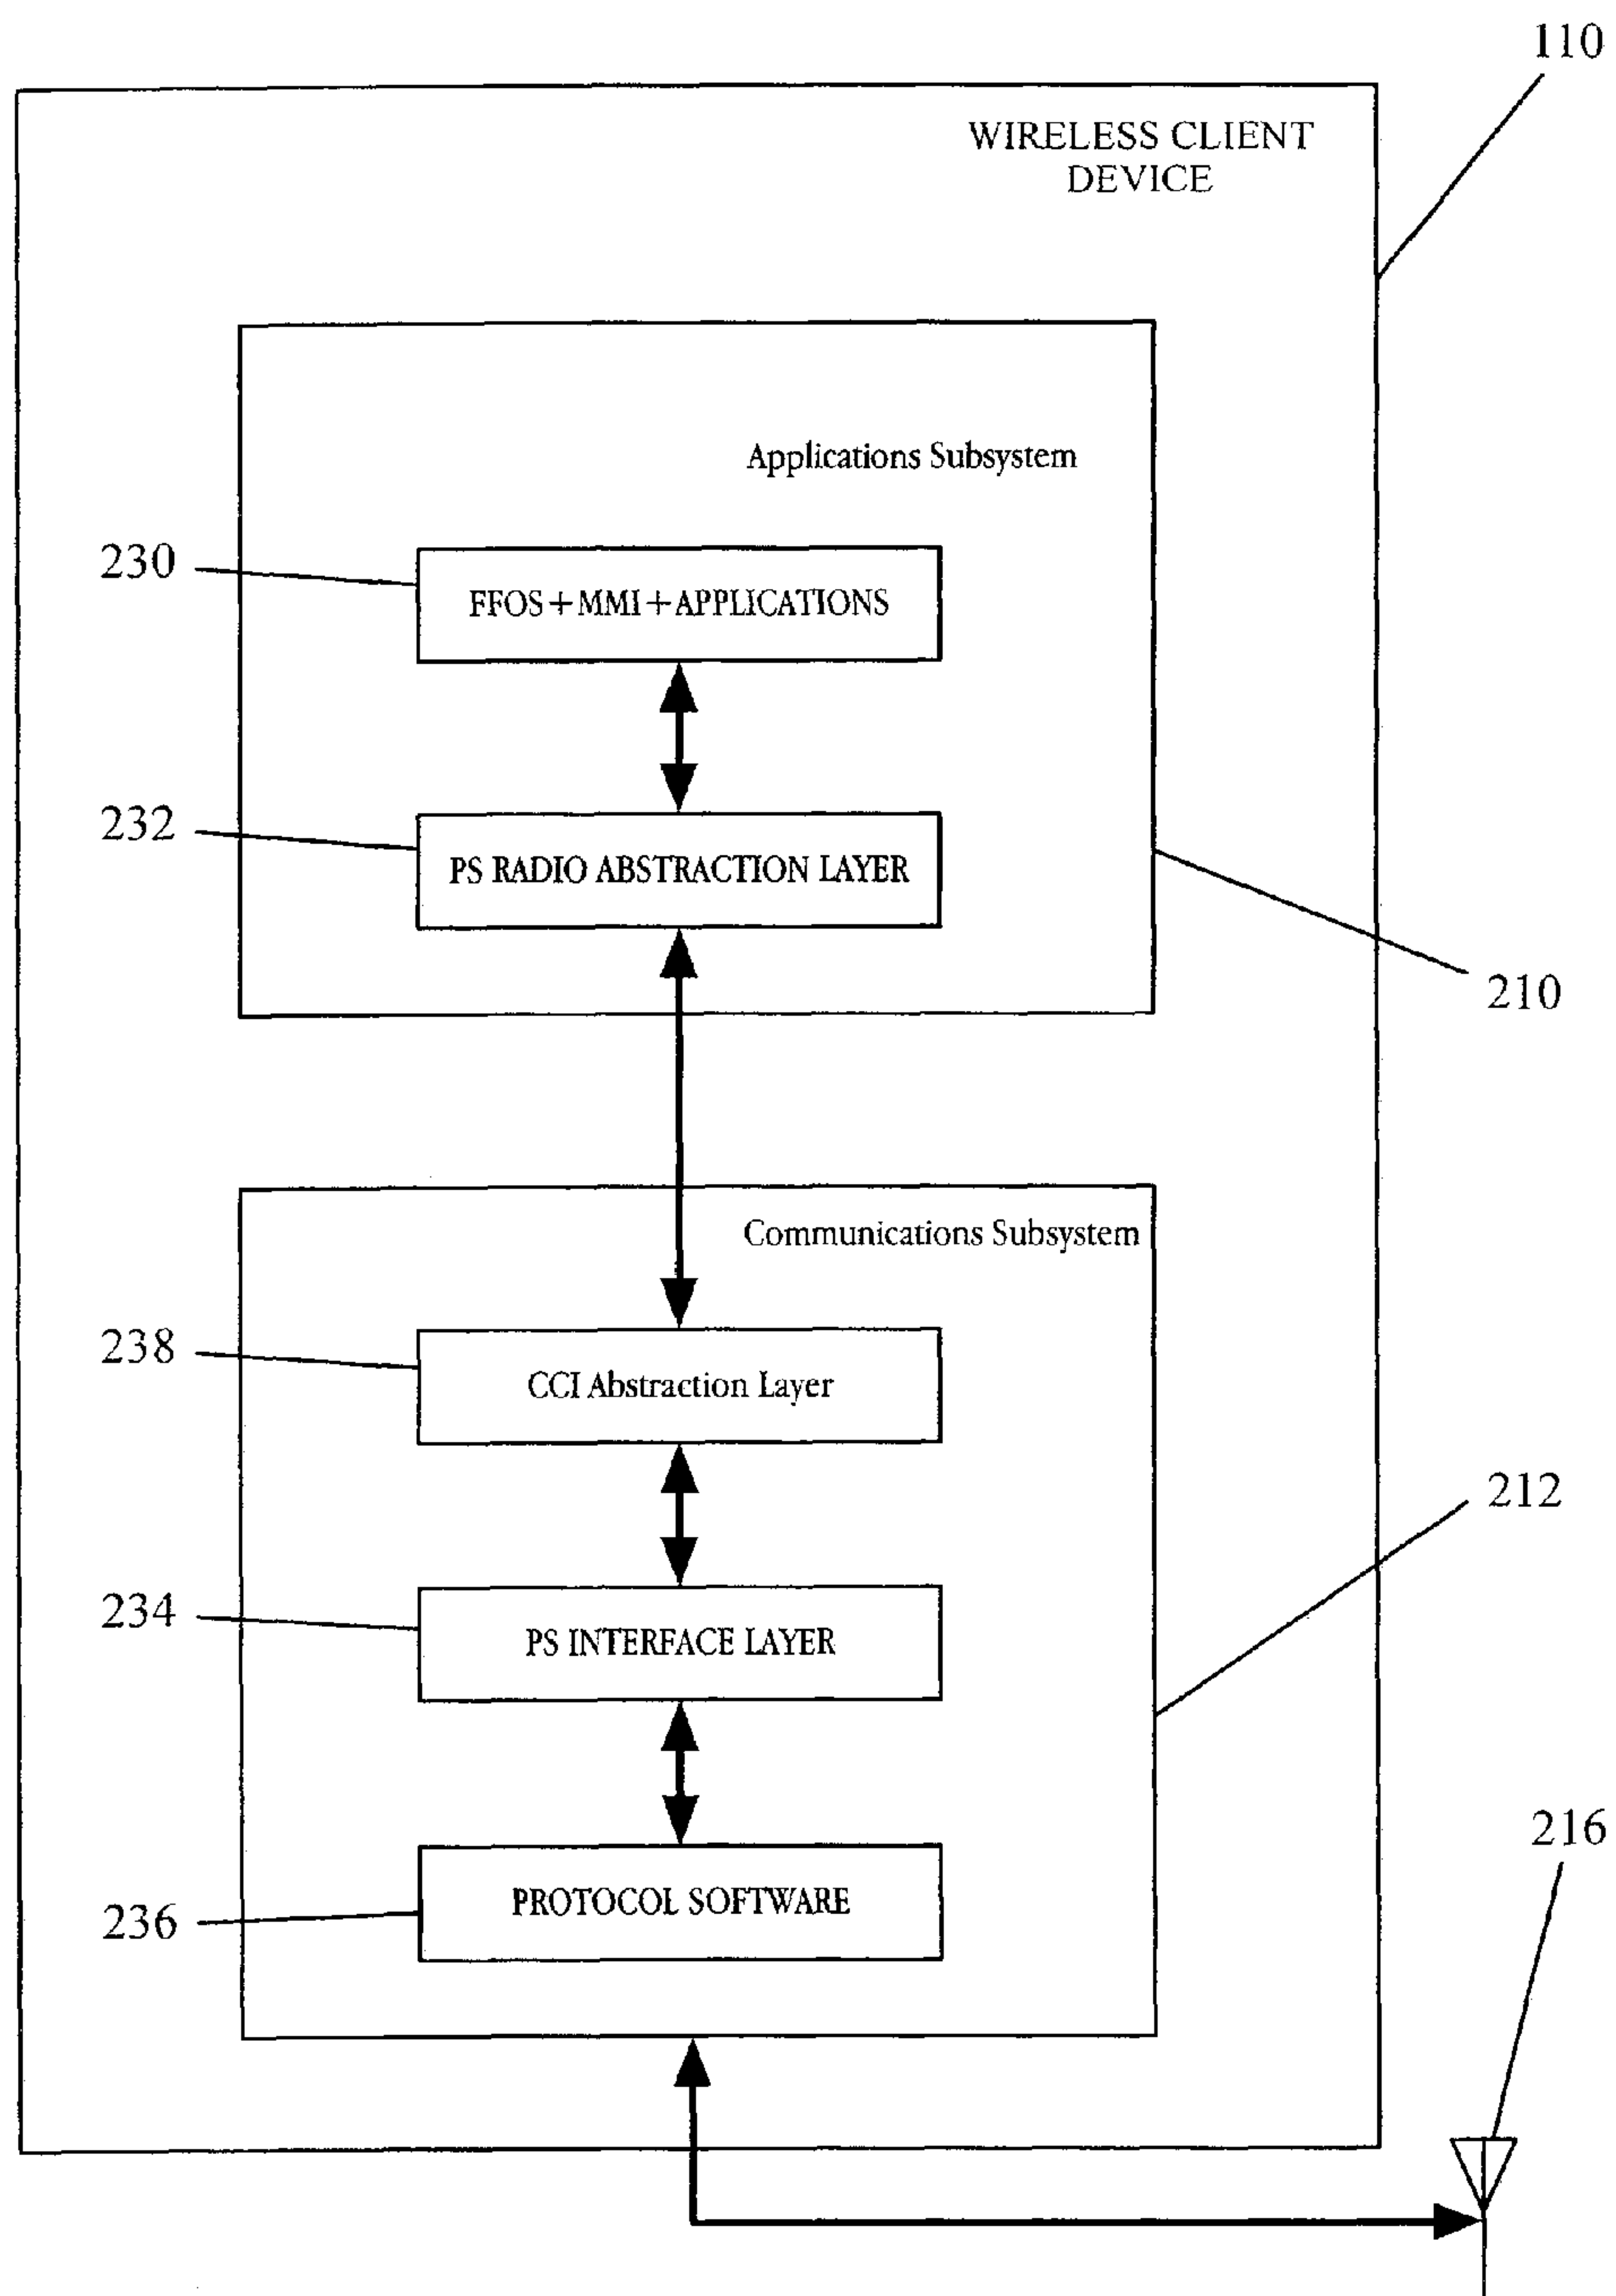 110
WIRELESS CLIENT
DEVICE
Applications Subsystem
230
FFOS+MMI+APPLICATIONS
232
PS RADIO ABSTRACTION LAYER
210
Communications Subsystem
238
CCI Abstraction Layer
212
234
PS INTERFACE LAYER
216
236
PROTOCOL SOFTWARE